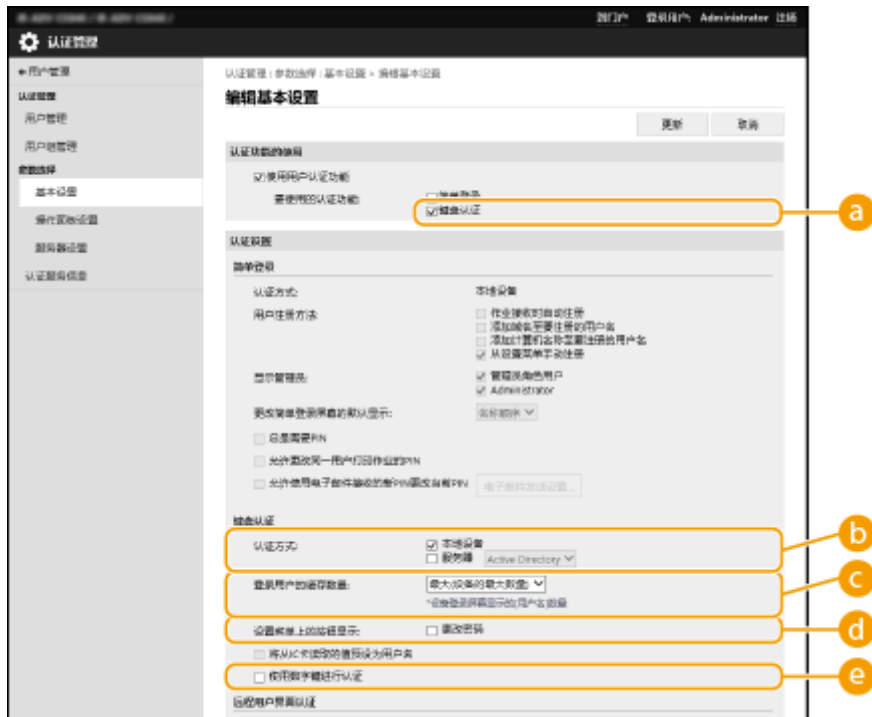 登录用户: Administrator 注销
认证管理
用户管理
认证管理
用户管理
用户组管理
参数选择
基本设置
操作面板设置
服务器设置
认证服务信息
认证管理 : 参数选择 : 基本设置 > 编辑基本设置
编辑基本设置
更新 取消
认证功能的使用
使用用户认证功能
要使用的认证功能: 简单登录
键盘认证
a
认证设置
简单登录
认证方式: 本地设备
用户注册方法: 作业接收时自动注册
添加域名至要注册的用户名
添加计算机名称至要注册的用户名
从设置菜单手动注册
显示管理员: 管理员角色用户
Administrator
更改简单登录屏幕的默认显示: 名称顺序
总是需要PIN
允许更改同一用户打印作业的PIN
允许使用电子邮件接收的新PIN更改当前PIN 电子邮件发送设置...
键盘认证
认证方式: 本地设备
服务器 Active Directory
b
登录用户的缓存数量: 最大(设备的最大数量)
*设备登录屏幕显示的[用户名]数量
c
设置菜单上的按钮显示: 更改密码
d
将从IC卡读取的值预设为用户名
使用数字键进行认证
e
远程用户界面认证